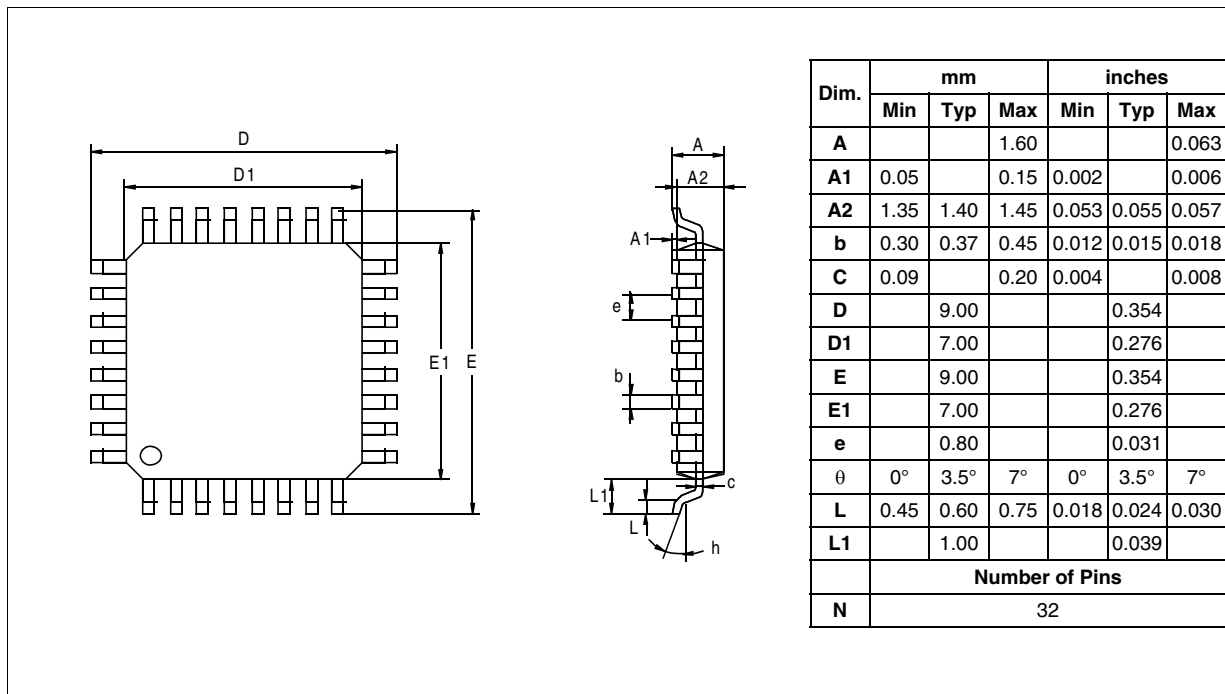 D
D1
E1 E
A
A2
A1
e
b
c
L1
L
h
Dim. mm inches
Min Typ Max Min Typ Max
A 1.60 0.063
A1 0.05 0.15 0.002 0.006
A2 1.35 1.40 1.45 0.053 0.055 0.057
b 0.30 0.37 0.45 0.012 0.015 0.018
C 0.09 0.20 0.004 0.008
D 9.00 0.354
D1 7.00 0.276
E 9.00 0.354
E1 7.00 0.276
e 0.80 0.031
θ 0° 3.5° 7° 0° 3.5° 7°
L 0.45 0.60 0.75 0.018 0.024 0.030
L1 1.00 0.039
Number of Pins
N 32